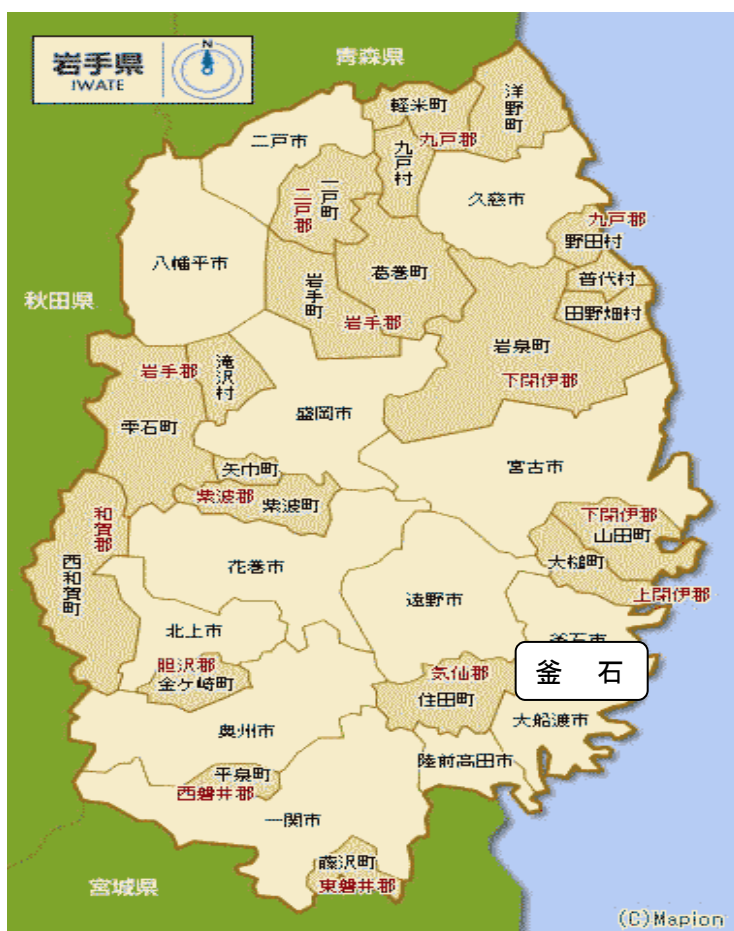 岩手県
IWATE
N
青森県
洋野町
軽米町
九戸郡
二戸市
九戸村
一戸町
二戸郡
久慈市
九戸郡
野田村
八幡平市
葛巻町
普代村
岩手町
秋田県
田野畑村
岩手郡
岩泉町
岩手郡
滝沢村
下閉伊郡
盛岡市
雫石町
矢巾町
宮古市
紫波郡
紫波町
和賀郡
下閉伊郡
山田町
西和賀町
花巻市
大槌町
遠野市
上閉伊郡
北上市
釜石市
胆沢郡
金ケ崎町
気仙郡
釜 石
住田町
奥州市
大船渡市
陸前高田市
平泉町
西磐井郡
一関市
藤沢町
東磐井郡
宮城県
(C)Mapion